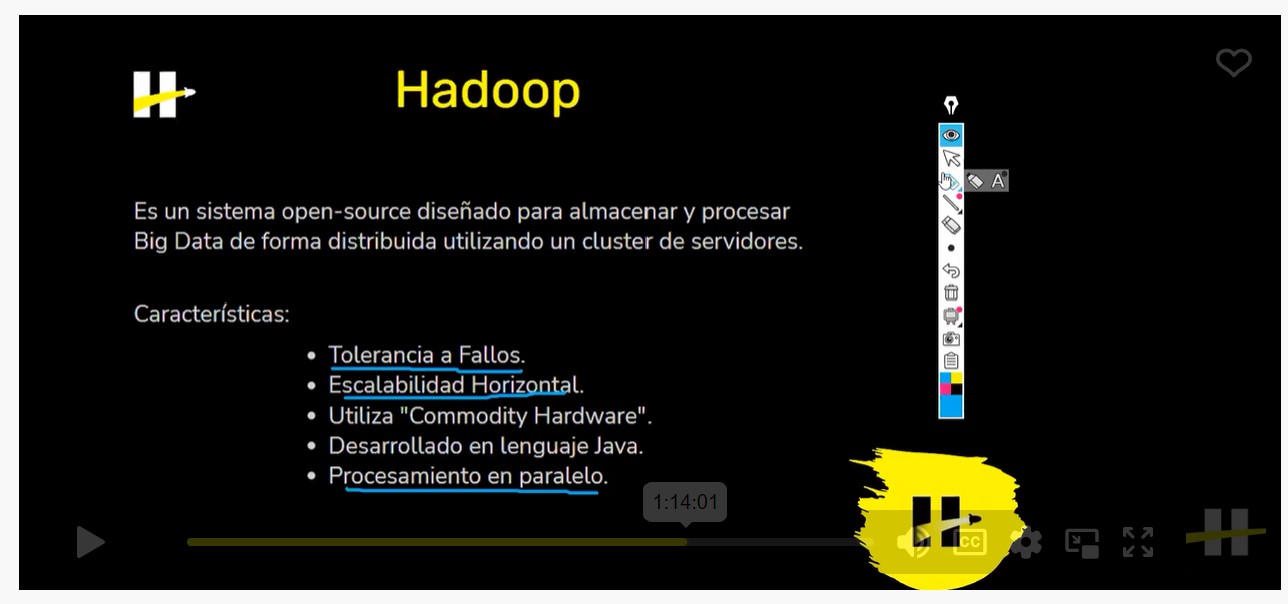 Hadoop
Es un sistema open-source diseñado para almacenar y procesar
Big Data de forma distribuida utilizando un cluster de servidores.
Características:
• Tolerancia a Fallos.
• Escalabilidad Horizontal.
• Utiliza "Commodity Hardware".
• Desarrollado en lenguaje Java.
• Procesamiento en paralelo.
A
1:14:01
CC